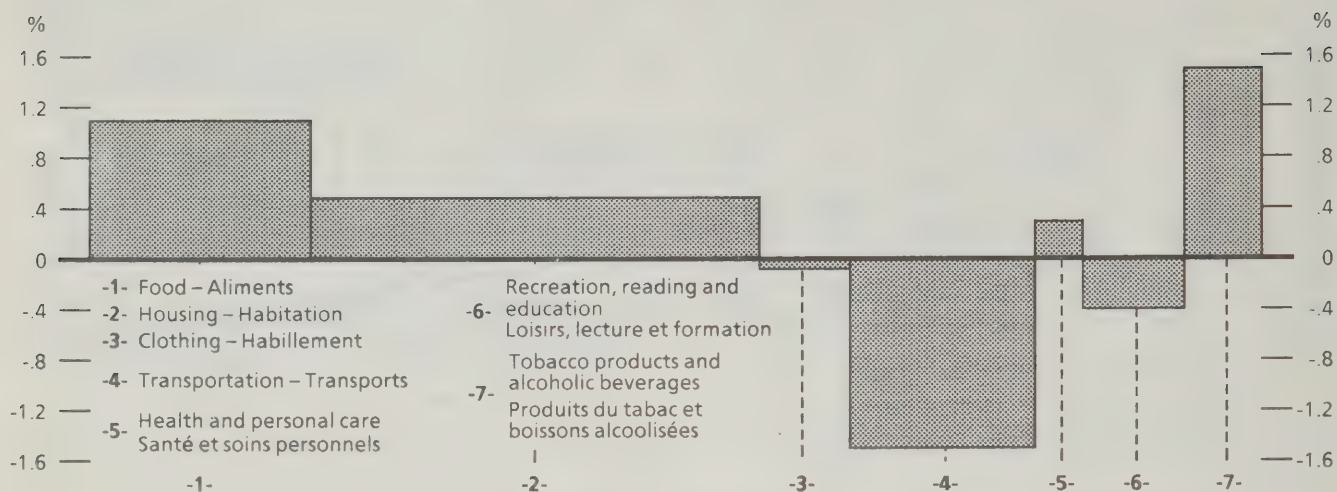 %
1.6
1.2
.8
.4
0
-.4
-.8
-1.2
-1.6
%
1.6
1.2
.8
.4
0
-.4
-.8
-1.2
-1.6
-1- Food – Aliments
-2- Housing – Habitation
-3- Clothing – Habillement
-4- Transportation – Transports
-5- Health and personal care
Santé et soins personnels
Recreation, reading and
-6- education
Loisirs, lecture et formation
Tobacco products and
alcoholic beverages
-7-
Produits du tabac et
boissons alcoolisées
-1- -2- -3- -4- -5- -6- -7-